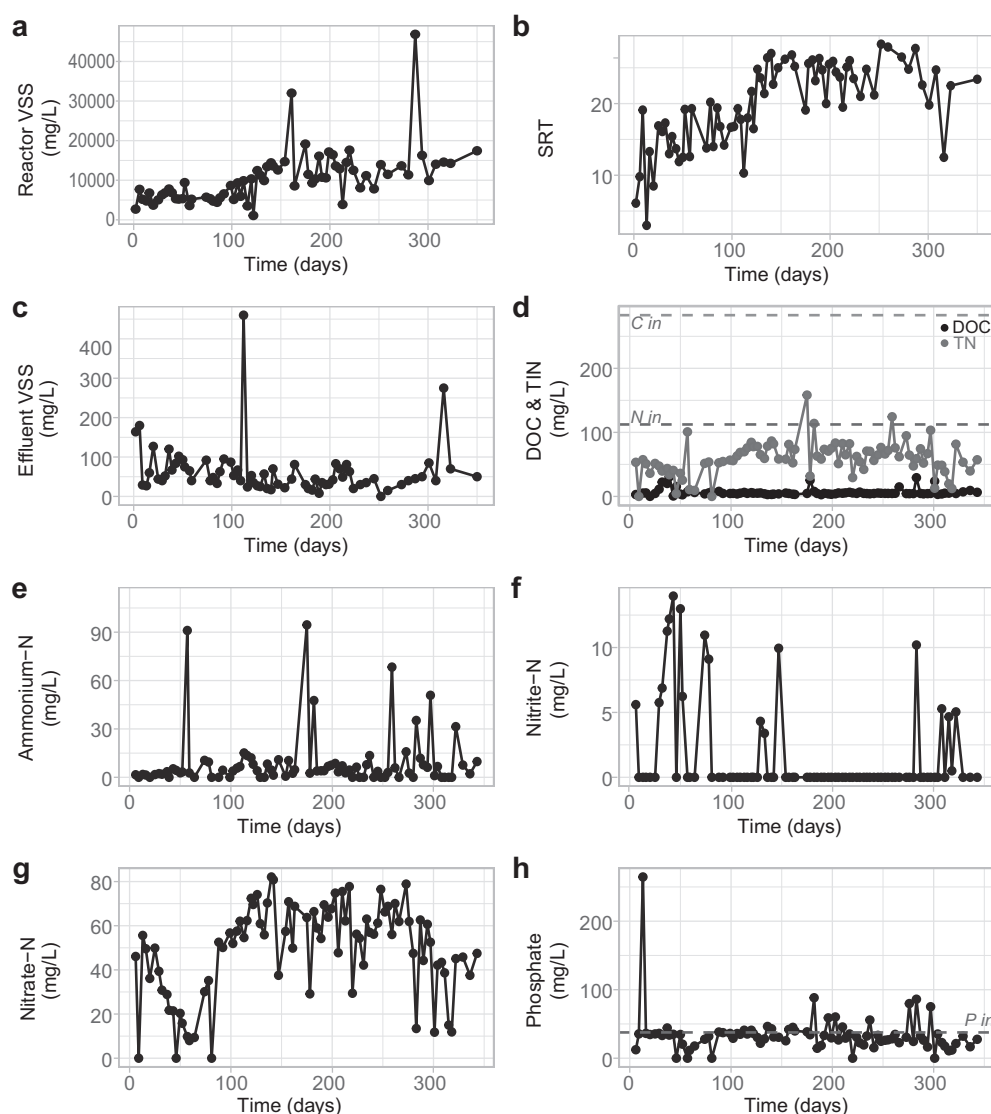 a
Reactor VSS
(mg/L)
40000
30000
20000
10000
0
0 100 200 300
Time (days)
b
SRT
20
10
0 100 200 300
Time (days)
c
Effluent VSS
(mg/L)
400
300
200
100
0
0 100 200 300
Time (days)
d
DOC & TIN
(mg/L)
200
100
0
C in
DOC
TN
N in
0 100 200 300
Time (days)
e
Ammonium−N
(mg/L)
90
60
30
0
0 100 200 300
Time (days)
f
Nitrite−N
(mg/L)
10
5
0
0 100 200 300
Time (days)
g
Nitrate−N
(mg/L)
80
60
40
20
0
0 100 200 300
Time (days)
h
Phosphate
(mg/L)
200
100
0
P in
0 100 200 300
Time (days)